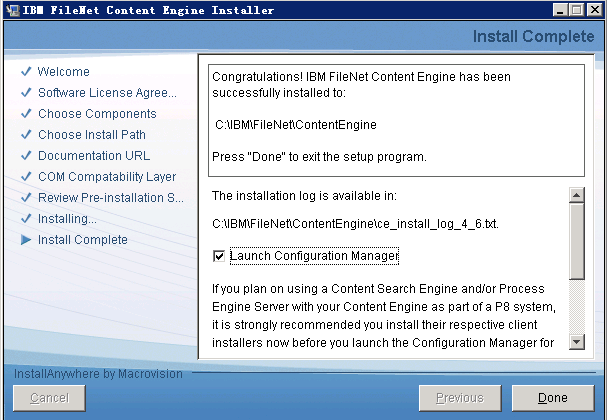 IBM FileNet Content Engine Installer
Install Complete
Welcome
Software License Agree...
Choose Components
Choose Install Path
Documentation URL
COM Compatability Layer
Review Pre-installation S...
Installing...
Install Complete
Congratulations! IBM FileNet Content Engine has been
successfully installed to:
C:\IBM\FileNet\ContentEngine
Press "Done" to exit the setup program.
The installation log is available in:
C:\IBM\FileNet\ContentEngine\ce_install_log_4_6.txt.
Launch Configuration Manager
If you plan on using a Content Search Engine and/or Process
Engine Server with your Content Engine as part of a P8 system,
it is strongly recommended you install their respective client
installers now before you launch the Configuration Manager for
InstallAnywhere by Macrovision
Cancel
Previous
Done